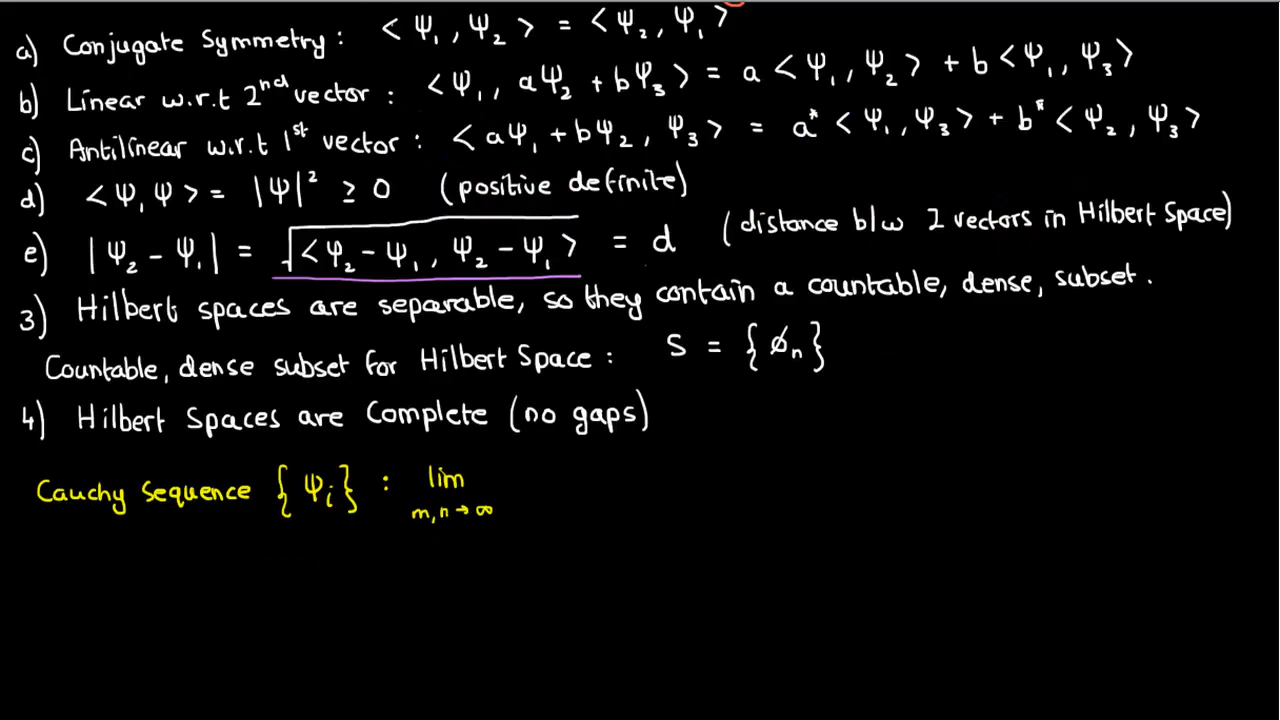 a) Conjugate Symmetry : < Ψ₁ , Ψ₂ > = < Ψ₂ , Ψ₁ >
b) Linear w.r.t 2ⁿᵈ vector : < Ψ₁ , aΨ₂ + bΨ₃ > = a < Ψ₁ , Ψ₂ > + b < Ψ₁ , Ψ₃ >
c) Antilinear w.r.t 1ˢᵗ vector : < aΨ₁ + bΨ₂ , Ψ₃ > = a* < Ψ₁ , Ψ₃ > + b* < Ψ₂ , Ψ₃ >
d) < Ψ, Ψ > = |Ψ|² ≥ 0 (positive definite)
e) |Ψ₂ - Ψ₁| = √< Ψ₂ - Ψ₁ , Ψ₂ - Ψ₁ > = d (distance b/w 2 vectors in Hilbert Space)
3) Hilbert spaces are separable, so they contain a countable, dense, subset.
Countable, dense subset for Hilbert Space : S = {ϕₙ}
4) Hilbert Spaces are Complete (no gaps)
Cauchy Sequence {Ψᵢ} : lim
m, n → ∞